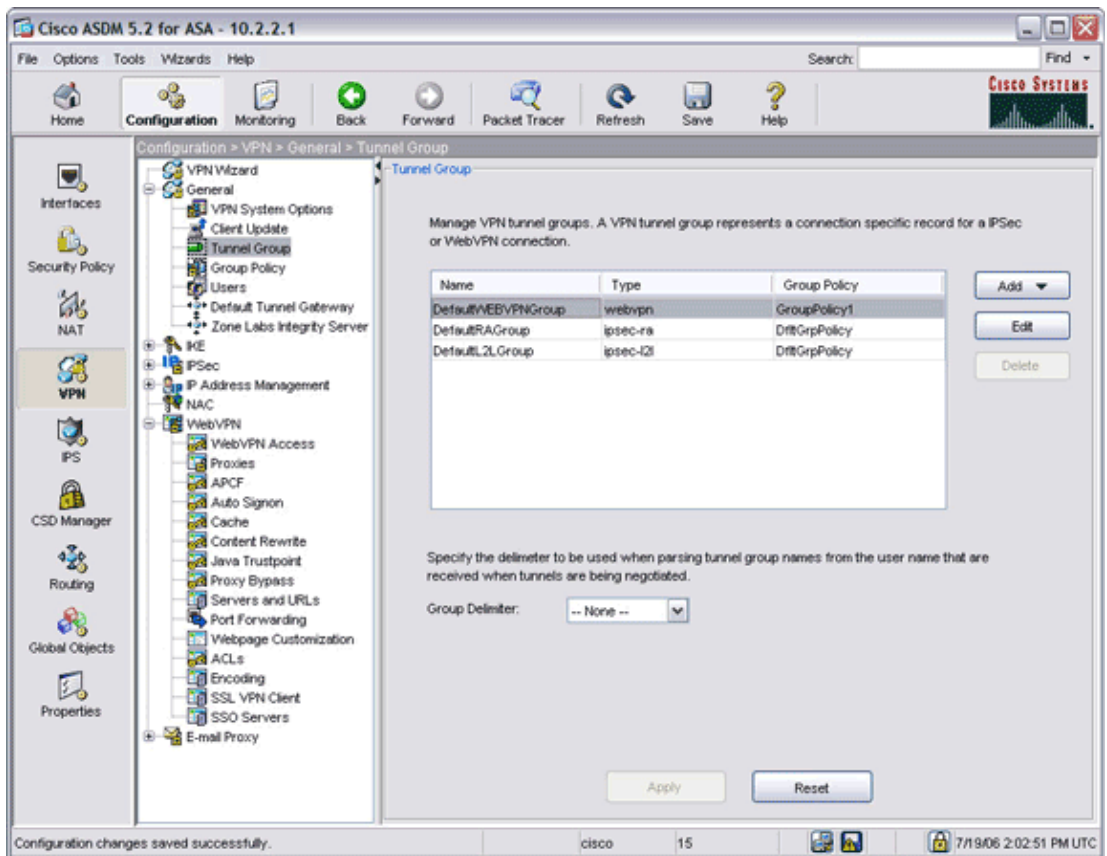 Cisco ASDM 5.2 for ASA - 10.2.2.1
File Options Tools Wizards Help Search: Find
Home Configuration Monitoring Back Forward Packet Tracer Refresh Save Help
CISCO SYSTEMS
Configuration > VPN > General > Tunnel Group
Interfaces
Security Policy
NAT
VPN
IPS
CSD Manager
Routing
Global Objects
Properties
VPN Wizard
General
VPN System Options
Client Update
Tunnel Group
Group Policy
Users
Default Tunnel Gateway
Zone Labs Integrity Server
IKE
IPSec
IP Address Management
NAC
WebVPN
WebVPN Access
Proxies
APCF
Auto Signon
Cache
Content Rewrite
Java Trustpoint
Proxy Bypass
Servers and URLs
Port Forwarding
Webpage Customization
ACLs
Encoding
SSL VPN Client
SSO Servers
E-mail Proxy
Tunnel Group
Manage VPN tunnel groups. A VPN tunnel group represents a connection specific record for a IPSec
or WebVPN connection.
Name Type Group Policy
DefaultWEBVPNGroup webvpn GroupPolicy1
DefaultRAGroup ipsec-ra DfltGrpPolicy
DefaultL2LGroup ipsec-l2l DfltGrpPolicy
Add
Edit
Delete
Specify the delimeter to be used when parsing tunnel group names from the user name that are
received when tunnels are being negotiated.
Group Delimiter: -- None --
Apply Reset
Configuration changes saved successfully. cisco 15 7/19/06 2:02:51 PM UTC